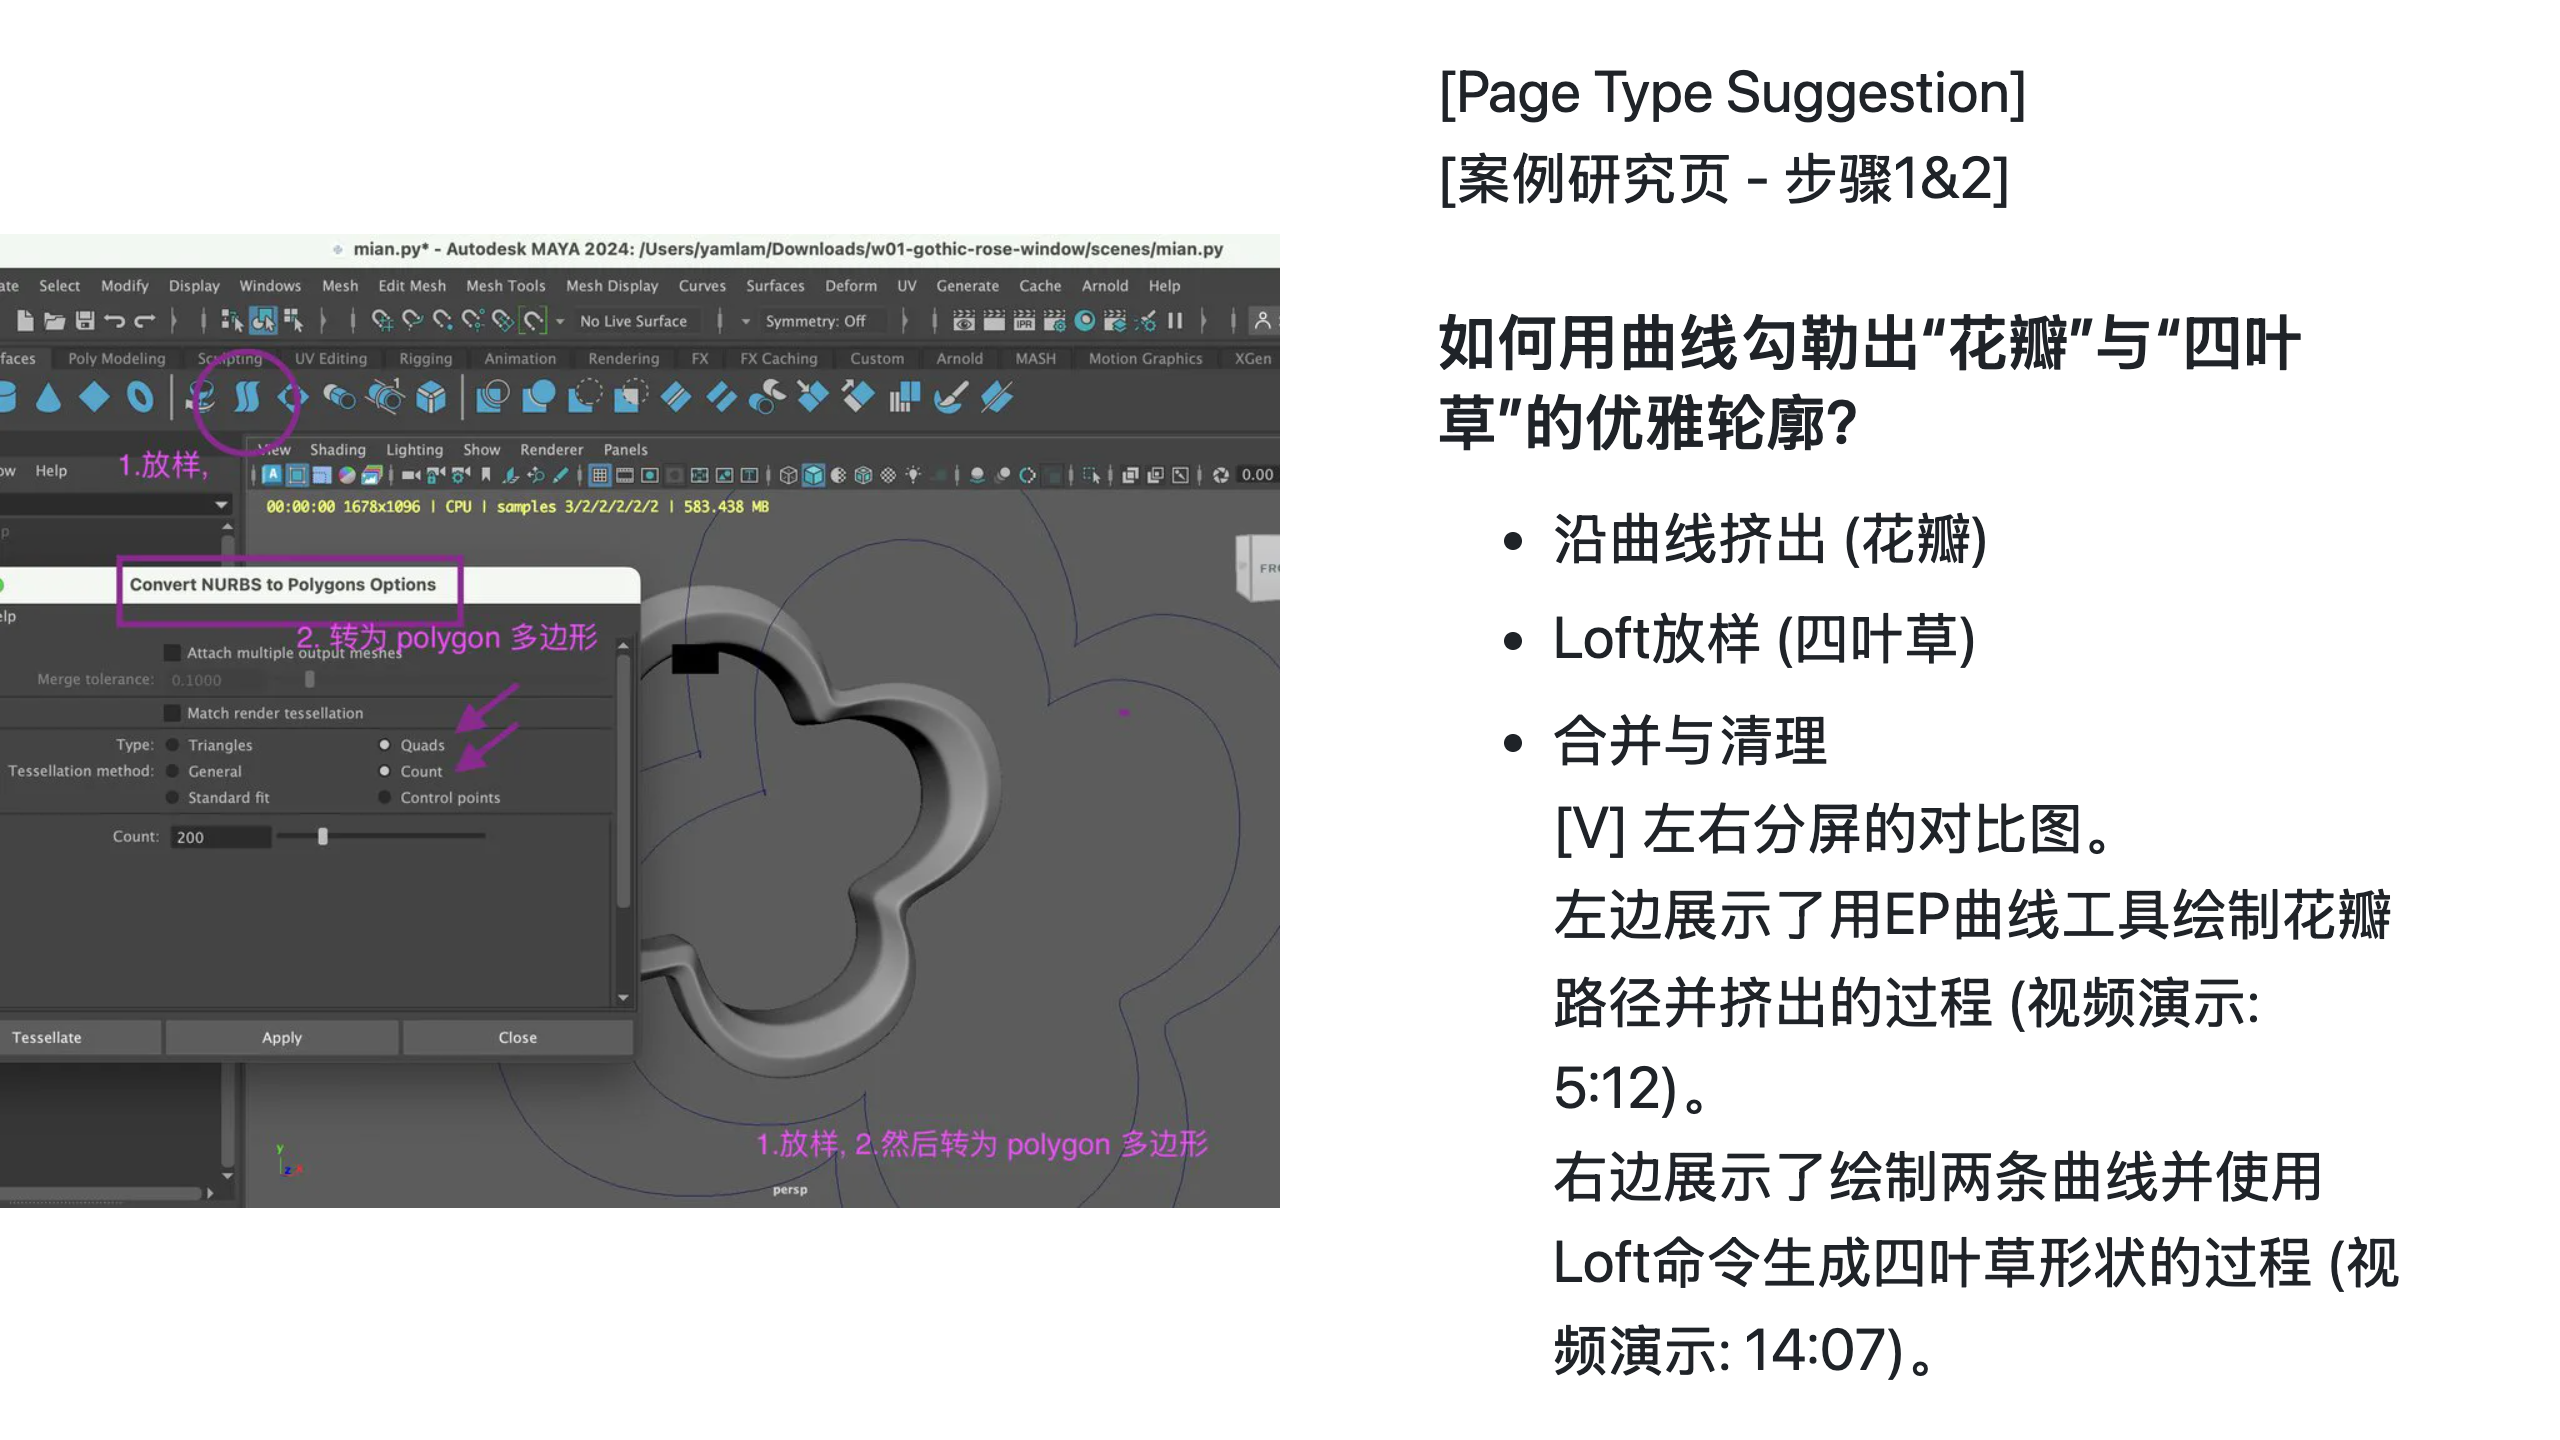 mian.py* - Autodesk MAYA 2024: /Users/yamlam/Downloads/w01-gothic-rose-window/scenes/mian.py
Select Modify Display Windows Mesh Edit Mesh Mesh Tools Mesh Display Curves Surfaces Deform UV Generate Cache Arnold Help
No Live Surface Symmetry: Off
IPR
faces Poly Modeling Sculpting UV Editing Rigging Animation Rendering FX FX Caching Custom Arnold MASH Motion Graphics XGen
View Shading Lighting Show Renderer Panels
1.放样,
ow Help
0.00
00:00:00 1678x1096 | CPU | samples 3/2/2/2/2/2 | 583.438 MB
Convert NURBS to Polygons Options
elp
2. 转为 polygon 多边形
Attach multiple output meshes
Merge tolerance: 0.1000
Match render tessellation
Type: Triangles Quads
Tessellation method: General Count
Standard fit Control points
Count: 200
Tessellate Apply Close
1.放样, 2.然后转为 polygon 多边形
y
z x
persp
[Page Type Suggestion]
[案例研究页 - 步骤1&2]
如何用曲线勾勒出“花瓣”与“四叶
草”的优雅轮廓?
• 沿曲线挤出 (花瓣)
• Loft放样 (四叶草)
• 合并与清理
[V] 左右分屏的对比图。
左边展示了用EP曲线工具绘制花瓣
路径并挤出的过程 (视频演示:
5:12)。
右边展示了绘制两条曲线并使用
Loft命令生成四叶草形状的过程 (视
频演示: 14:07)。